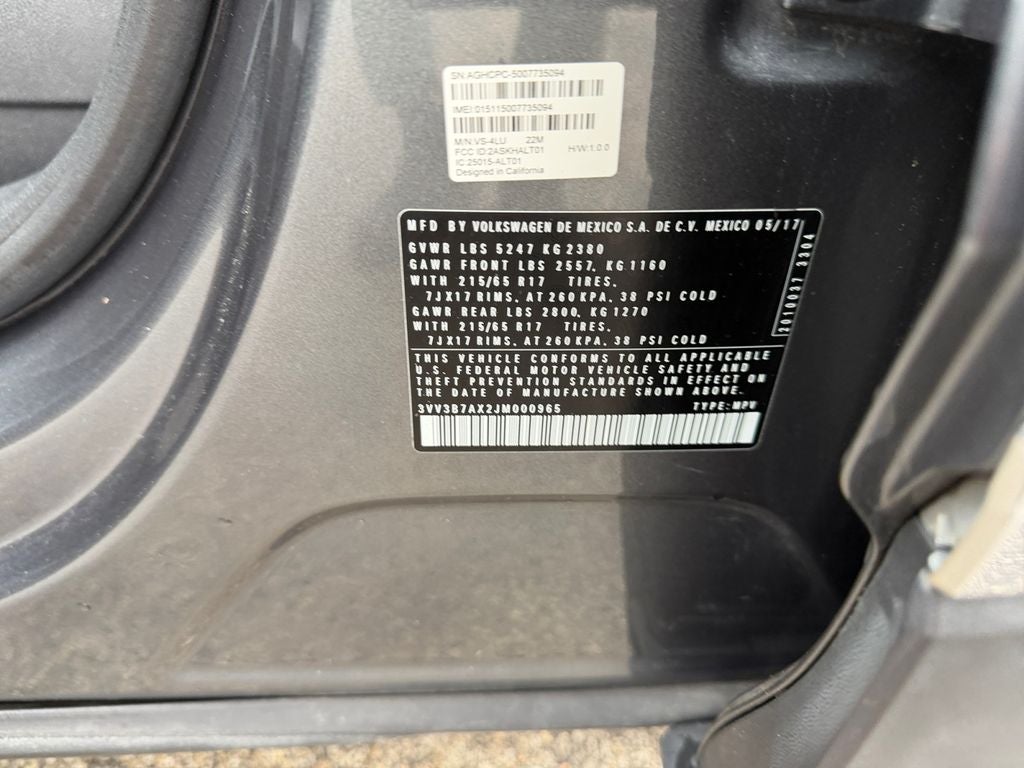 SN:AGHCPC-5007735094
IMEI:015115007735094
M/N:VS-4LU 22M
FCC ID:2ASKHALT01 H/W:1.0.0
IC:25015-ALT01
Designed in California
MFD BY VOLKSWAGEN DE MEXICO S.A. DE C.V. MEXICO 05/17
GVWR LBS 5247 KG 2380
GAWR FRONT LBS 2557, KG 1160
WITH 215/65 R17 TIRES,
7JX17 RIMS, AT 260 KPA, 38 PSI COLD
GAWR REAR LBS 2800, KG 1270
WITH 215/65 R17 TIRES,
7JX17 RIMS, AT 260 KPA, 38 PSI COLD
2010037 3304
THIS VEHICLE CONFORMS TO ALL APPLICABLE
U.S. FEDERAL MOTOR VEHICLE SAFETY AND
THEFT PREVENTION STANDARDS IN EFFECT ON
THE DATE OF MANUFACTURE SHOWN ABOVE.
3VV3B7AX2JM000965 TYPE: MPV